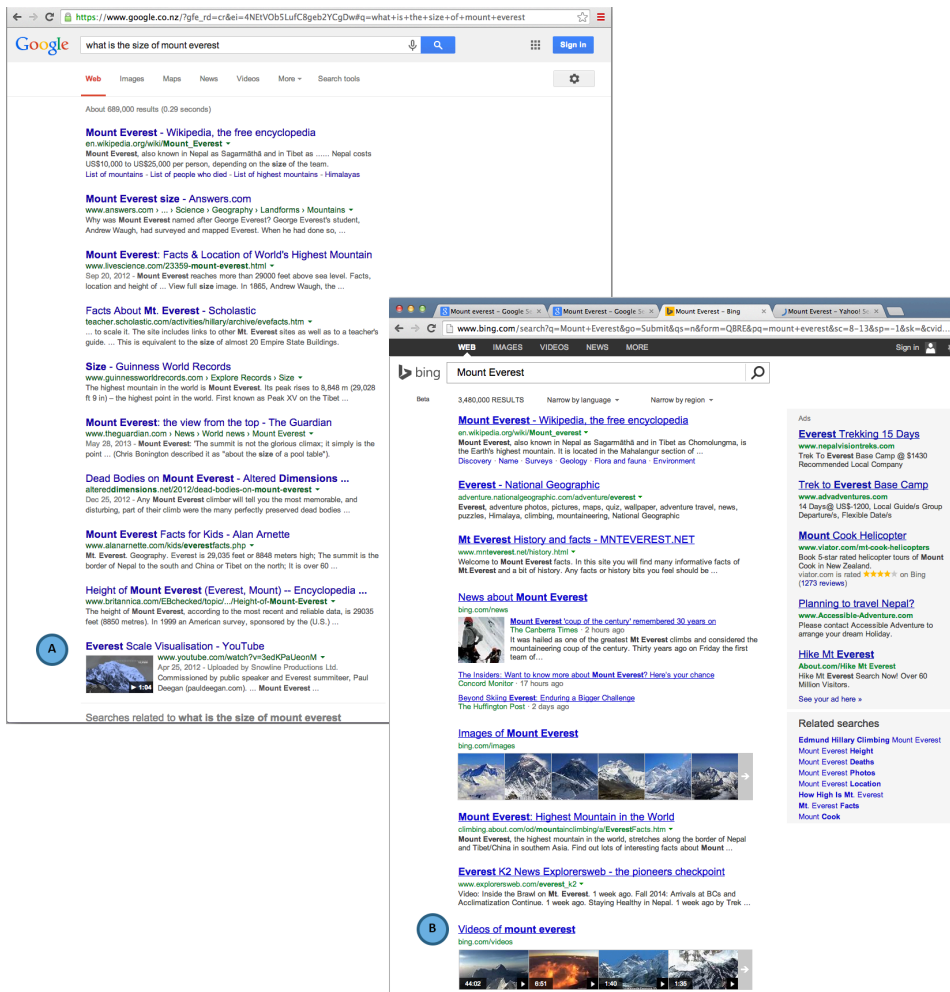 https://www.google.co.nz/?gfe_rd=cr&ei=4NEtVOb5LufC8geb2YCgDw#q=what+is+the+size+of+mount+everest
Google
what is the size of mount everest
Sign in
Web Images Maps News Videos More Search tools
About 689,000 results (0.29 seconds)
Mount Everest - Wikipedia, the free encyclopedia
en.wikipedia.org/wiki/Mount_Everest
Mount Everest, also known in Nepal as Sagarmāthā and in Tibet as ...... Nepal costs
US$10,000 to US$25,000 per person, depending on the size of the team.
List of mountains - List of people who died - List of highest mountains - Himalayas
Mount Everest size - Answers.com
www.answers.com › ... › Science › Geography › Landforms › Mountains
Why was Mount Everest named after George Everest? George Everest's student,
Andrew Waugh, had surveyed and mapped Everest. When he had done so, ...
Mount Everest: Facts & Location of World's Highest Mountain
www.livescience.com/23359-mount-everest.html
Sep 20, 2012 - Mount Everest reaches more than 29000 feet above sea level. Facts,
location and height of ... View full size image. In 1865, Andrew Waugh, the ...
Facts About Mt. Everest - Scholastic
teacher.scholastic.com/activities/hillary/archive/evefacts.htm
... to scale it. The site includes links to other Mt. Everest sites as well as to a teacher's
guide. ... This is equivalent to the size of almost 20 Empire State Buildings.
Size - Guinness World Records
www.guinnessworldrecords.com › Explore Records › Size
The highest mountain in the world is Mount Everest. Its peak rises to 8,848 m (29,028
ft 9 in) – the highest point in the world. First known as Peak XV on the Tibet ...
Mount Everest: the view from the top - The Guardian
www.theguardian.com › News › World news › Mount Everest
May 28, 2013 - Mount Everest: 'The summit is not the glorious climax; it simply is the
point ... (Chris Bonington described it as "about the size of a pool table").
Dead Bodies on Mount Everest - Altered Dimensions ...
altereddimensions.net/2012/dead-bodies-on-mount-everest
Dec 25, 2012 - Any Mount Everest climber will tell you the most memorable, and
disturbing, part of their climb were the many perfectly preserved dead bodies ...
Mount Everest Facts for Kids - Alan Arnette
www.alanarnette.com/kids/everestfacts.php
Mt. Everest. Geography. Everest is 29,035 feet or 8848 meters high; The summit is the
border of Nepal to the south and China or Tibet on the north; It is over 60 ...
Height of Mount Everest (Everest, Mount) -- Encyclopedia ...
www.britannica.com/EBchecked/topic/.../Height-of-Mount-Everest
The height of Mount Everest, according to the most recent and reliable data, is 29035
feet (8850 metres). In 1999 an American survey, sponsored by the (U.S.) ...
A
Everest Scale Visualisation - YouTube
www.youtube.com/watch?v=3edKPaUeonM
Apr 25, 2012 - Uploaded by Snowline Productions Ltd.
Commissioned by public speaker and Everest summiteer, Paul
Deegan (pauldeegan.com). ... Mount Everest ...
1:04
Searches related to what is the size of mount everest
Mount everest - Google Se Mount everest - Google Se Mount Everest - Bing Mount Everest - Yahoo! Se
www.bing.com/search?q=Mount+Everest&go=Submit&qs=n&form=QBRE&pq=mount+everest&sc=8-13&sp=-1&sk=&cvid...
WEB IMAGES VIDEOS NEWS MORE
Sign in
bing
Mount Everest
Beta
3,480,000 RESULTS Narrow by language Narrow by region
Mount Everest - Wikipedia, the free encyclopedia
en.wikipedia.org/wiki/Mount_everest
Mount Everest, also known in Nepal as Sagarmāthā and in Tibet as Chomolungma, is
the Earth's highest mountain. It is located in the Mahalangur section of ...
Discovery · Name · Surveys · Geology · Flora and fauna · Environment
Everest - National Geographic
adventure.nationalgeographic.com/adventure/everest
Everest, adventure photos, pictures, maps, quiz, wallpaper, adventure travel, news,
puzzles, Himalaya, climbing, mountaineering, National Geographic
Mt Everest History and facts - MNTEVEREST.NET
www.mnteverest.net/history.html
Welcome to Mount Everest facts. In this site you will find many informative facts of
Mt.Everest and a bit of history. Any facts or history bits you feel should be ...
News about Mount Everest
bing.com/news
Mount Everest 'coup of the century' remembered 30 years on
The Canberra Times · 2 hours ago
It was hailed as one of the greatest Mt Everest climbs and considered the
mountaineering coup of the century. Thirty years ago on Friday the first
team of...
The Insiders: Want to know more about Mount Everest? Here's your chance
Concord Monitor · 17 hours ago
Beyond Skiing Everest: Enduring a Bigger Challenge
The Huffington Post · 2 days ago
Images of Mount Everest
bing.com/images
Mount Everest: Highest Mountain in the World
climbing.about.com/od/mountainclimbing/a/EverestFacts.htm
Mount Everest, the highest mountain in the world, stretches along the border of Nepal
and Tibet/China in southern Asia. Find out lots of interesting facts about Mount ...
Everest K2 News Explorersweb - the pioneers checkpoint
www.explorersweb.com/everest_k2
Video: Inside the Brawl on Mt. Everest. 1 week ago. Fall 2014: Arrivals at BCs and
Acclimatization Continue. 1 week ago. Staying Healthy in Nepal. 1 week ago by Trek ...
B
Videos of mount everest
bing.com/videos
44:02 6:51 1:40 1:35
Ads
Everest Trekking 15 Days
www.nepalvisiontreks.com
Trek To Everest Base Camp @ $1430
Recommended Local Company
Trek to Everest Base Camp
www.advadventures.com
14 Days@ US$-1200, Local Guide/s Group
Departure/s, Flexible Date/s
Mount Cook Helicopter
www.viator.com/mt-cook-helicopters
Book 5-star rated helicopter tours of Mount
Cook in New Zealand.
viator.com is rated ★★★★★ on Bing
(1273 reviews)
Planning to travel Nepal?
www.Accessible-Adventure.com
Please contact Accessible Adventure to
arrange your dream Holiday.
Hike Mt Everest
About.com/Hike Mt Everest
Hike Mt Everest Search Now! Over 60
Million Visitors.
See your ad here »
Related searches
Edmund Hillary Climbing Mount Everest
Mount Everest Height
Mount Everest Deaths
Mount Everest Photos
Mount Everest Location
How High Is Mt. Everest
Mt. Everest Facts
Mount Cook